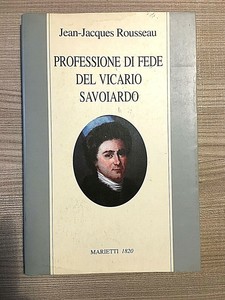 Jean-Jacques Rousseau
PROFESSIONE DI FEDE
DEL VICARIO
SAVOIARDO
MARIETTI 1820